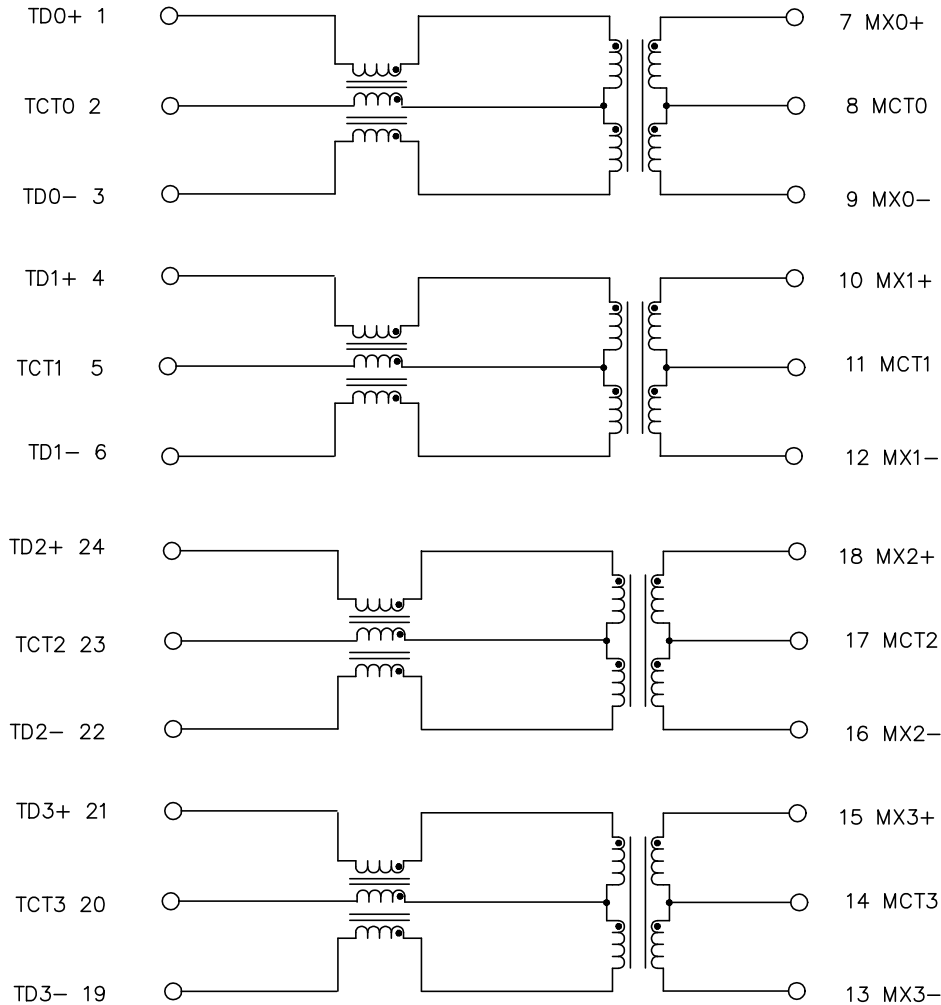 TD0+ 1
7 MX0+
TCT0 2
8 MCT0
TD0− 3
9 MX0−
TD1+ 4
10 MX1+
TCT1 5
11 MCT1
TD1− 6
12 MX1−
TD2+ 24
18 MX2+
TCT2 23
17 MCT2
TD2− 22
16 MX2−
TD3+ 21
15 MX3+
TCT3 20
14 MCT3
TD3− 19
13 MX3−